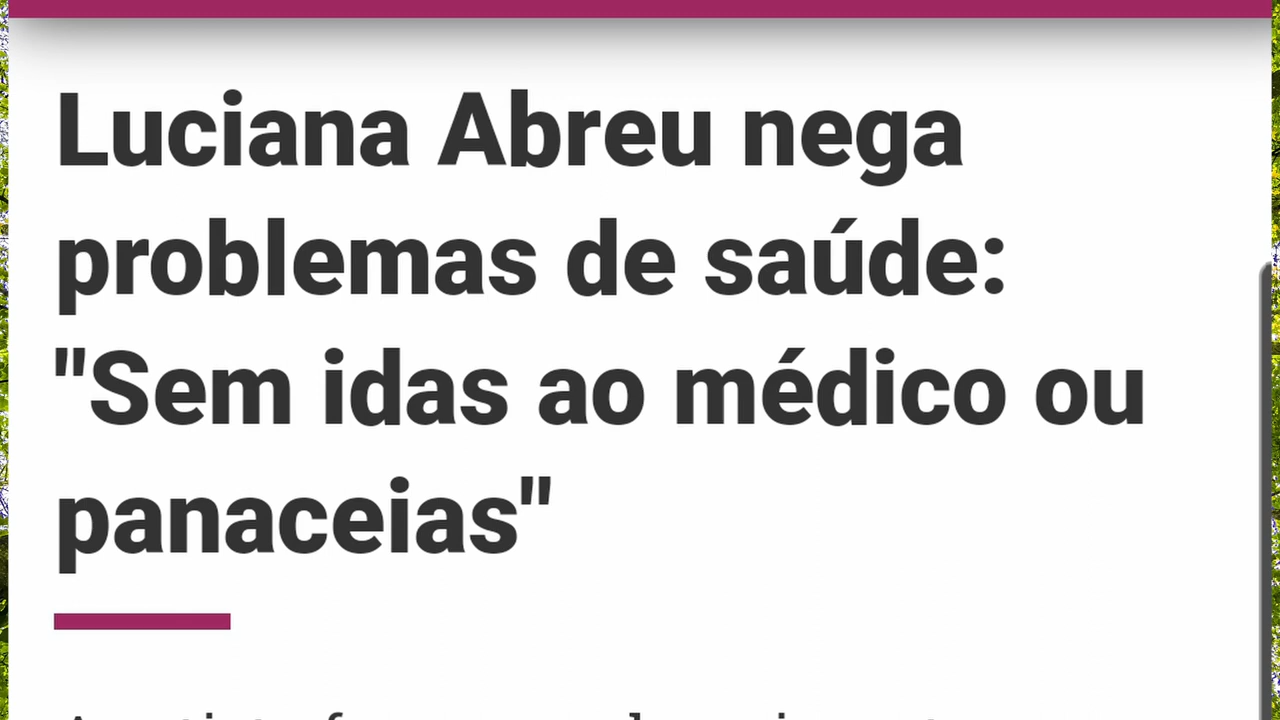 Luciana Abreu nega
problemas de saúde:
"Sem idas ao médico ou
panaceias"